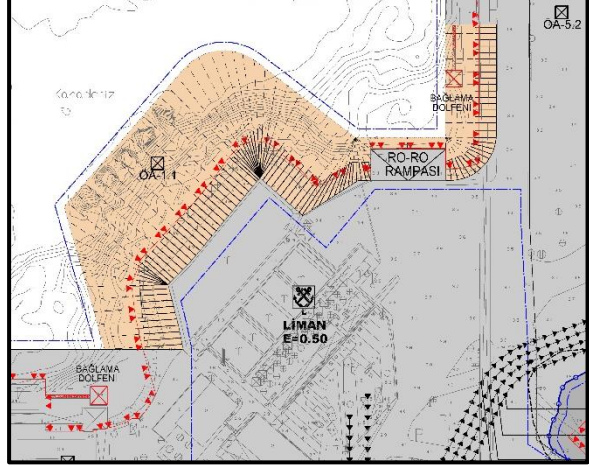 OA-5.2
Karadeniz
BAĞLAMA
DOLFENİ
RO-RO
RAMPASI
OA-1.1
L
LİMAN
E=0.50
BAĞLAMA
DOLFENİ